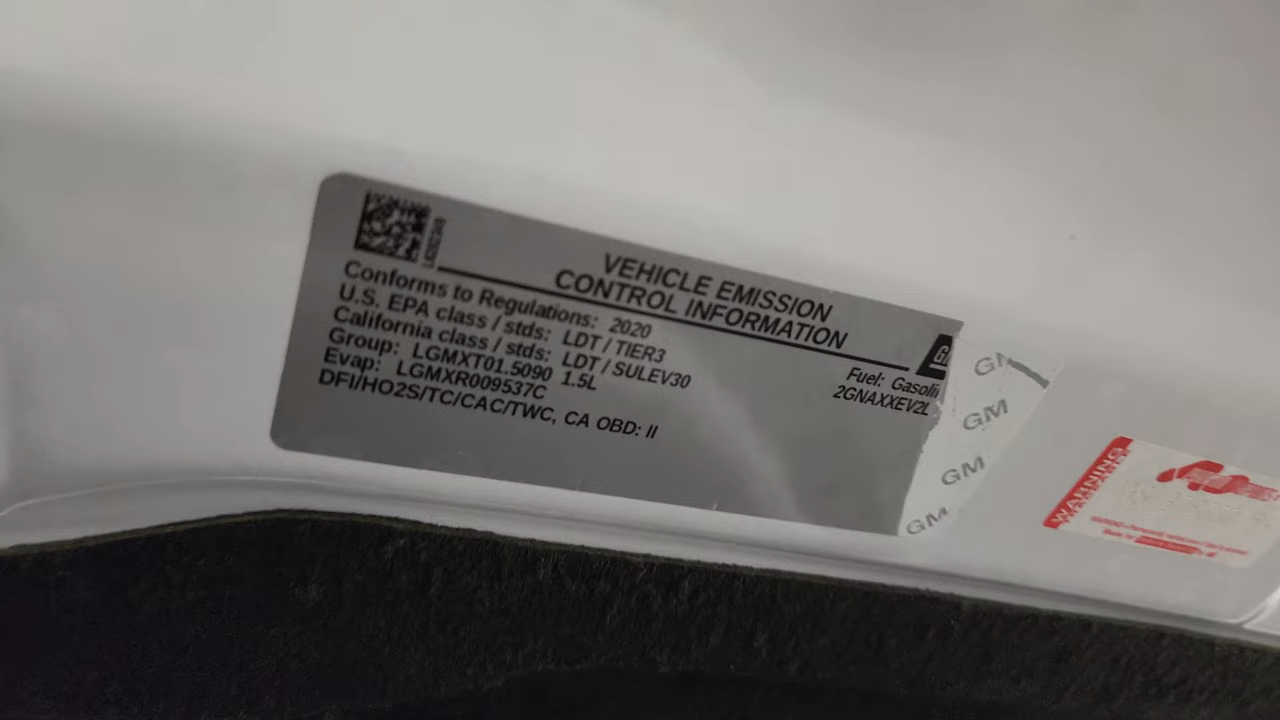 VEHICLE EMISSION
CONTROL INFORMATION
Conforms to Regulations: 2020
U.S. EPA class / stds: LDT / TIER3
California class / stds: LDT / SULEV30
Group: LGMXT01.5090 1.5L
Evap: LGMXR009537C
DFI/HO2S/TC/CAC/TWC, CA OBD: II
Fuel: Gasoli
2GNAXXEV2L
GM
GM
GM
GM
WARNING